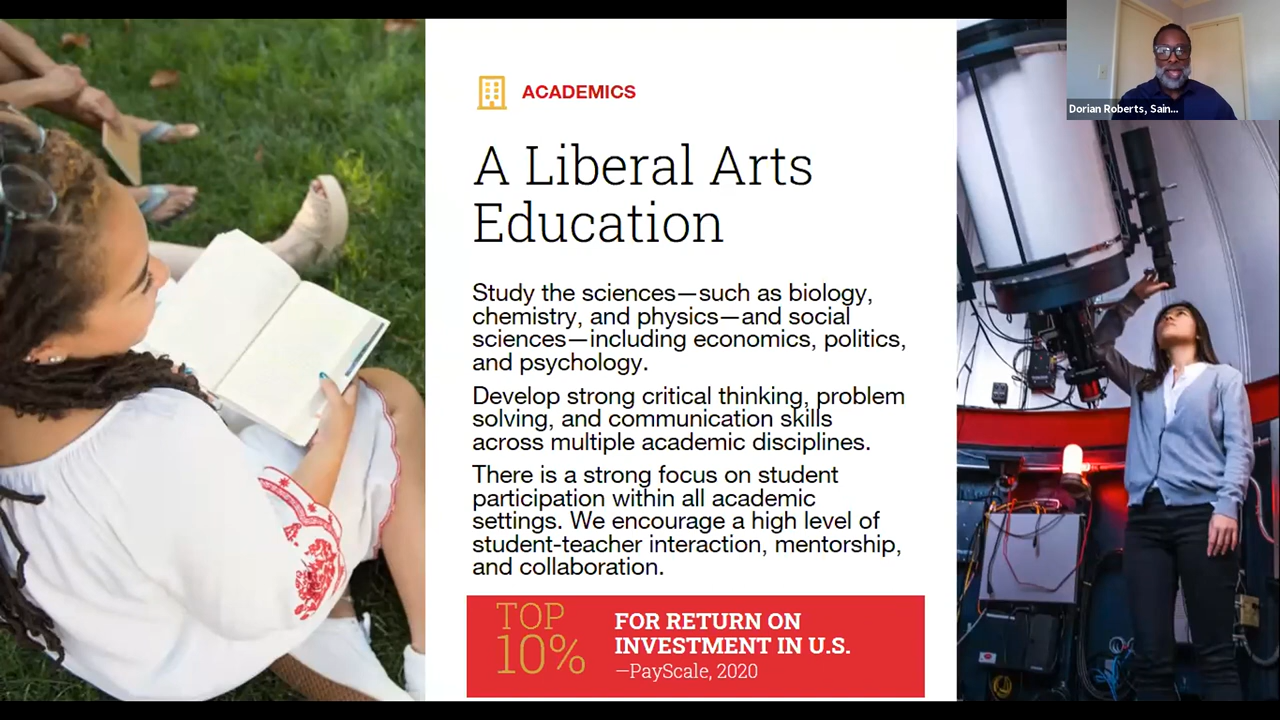 ACADEMICS
A Liberal Arts
Education
Study the sciences—such as biology,
chemistry, and physics—and social
sciences—including economics, politics,
and psychology.
Develop strong critical thinking, problem
solving, and communication skills
across multiple academic disciplines.
There is a strong focus on student
participation within all academic
settings. We encourage a high level of
student-teacher interaction, mentorship,
and collaboration.
TOP
10%
FOR RETURN ON
INVESTMENT IN U.S.
—PayScale, 2020
Dorian Roberts, Sain...